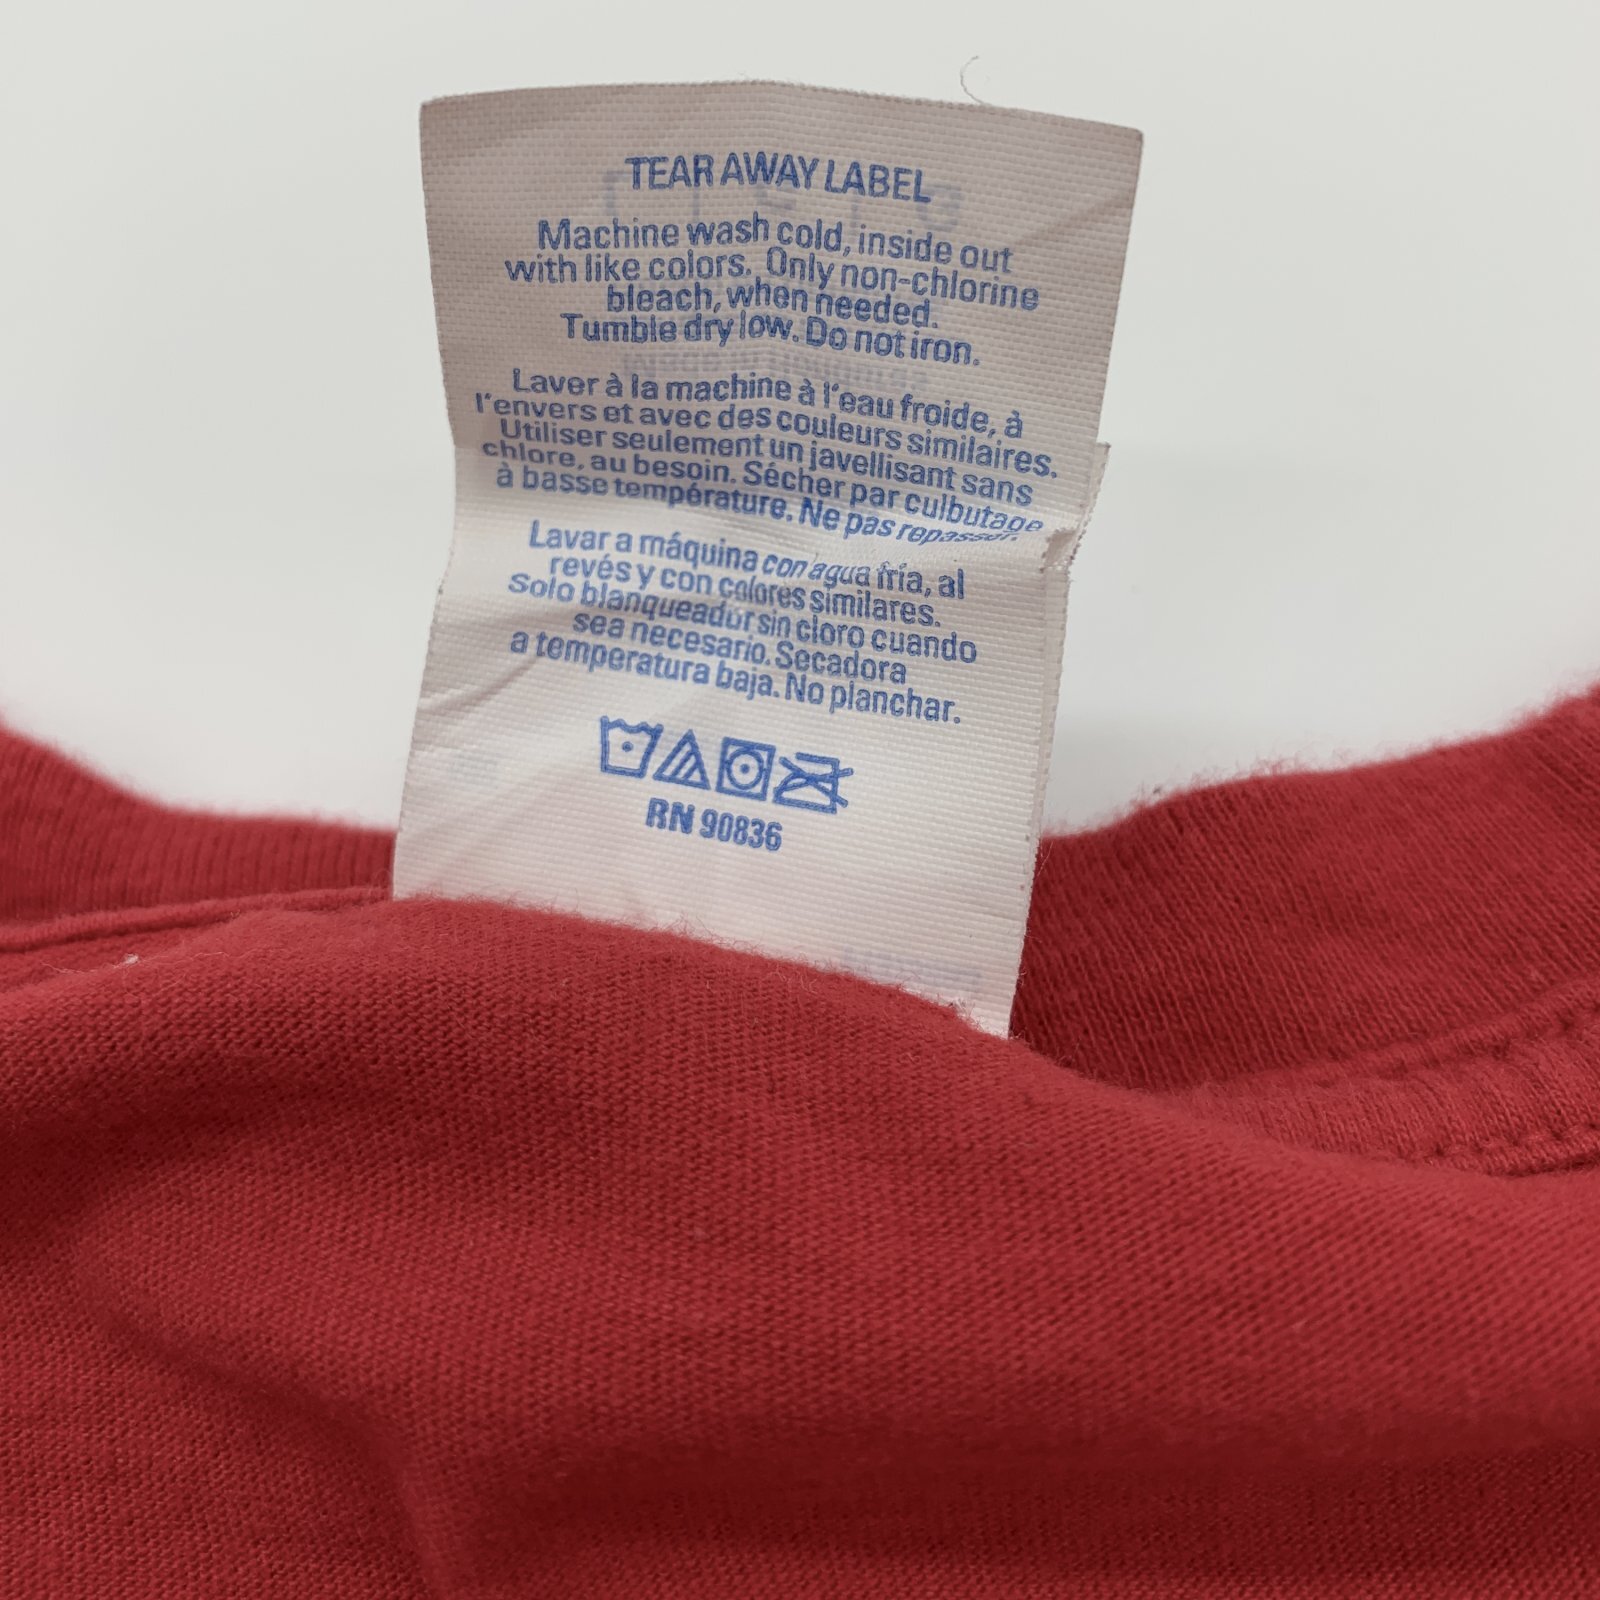 TEAR AWAY LABEL
Machine wash cold, inside out
with like colors. Only non-chlorine
bleach, when needed.
Tumble dry low. Do not iron.
Laver à la machine à l'eau froide, à
l'envers et avec des couleurs similaires.
Utiliser seulement un javellisant sans
chlore, au besoin. Sécher par culbutage
à basse température. Ne pas repasser.
Lavar a máquina con agua fría, al
revés y con colores similares.
Solo blanqueador sin cloro cuando
sea necesario. Secadora
a temperatura baja. No planchar.
RN 90836